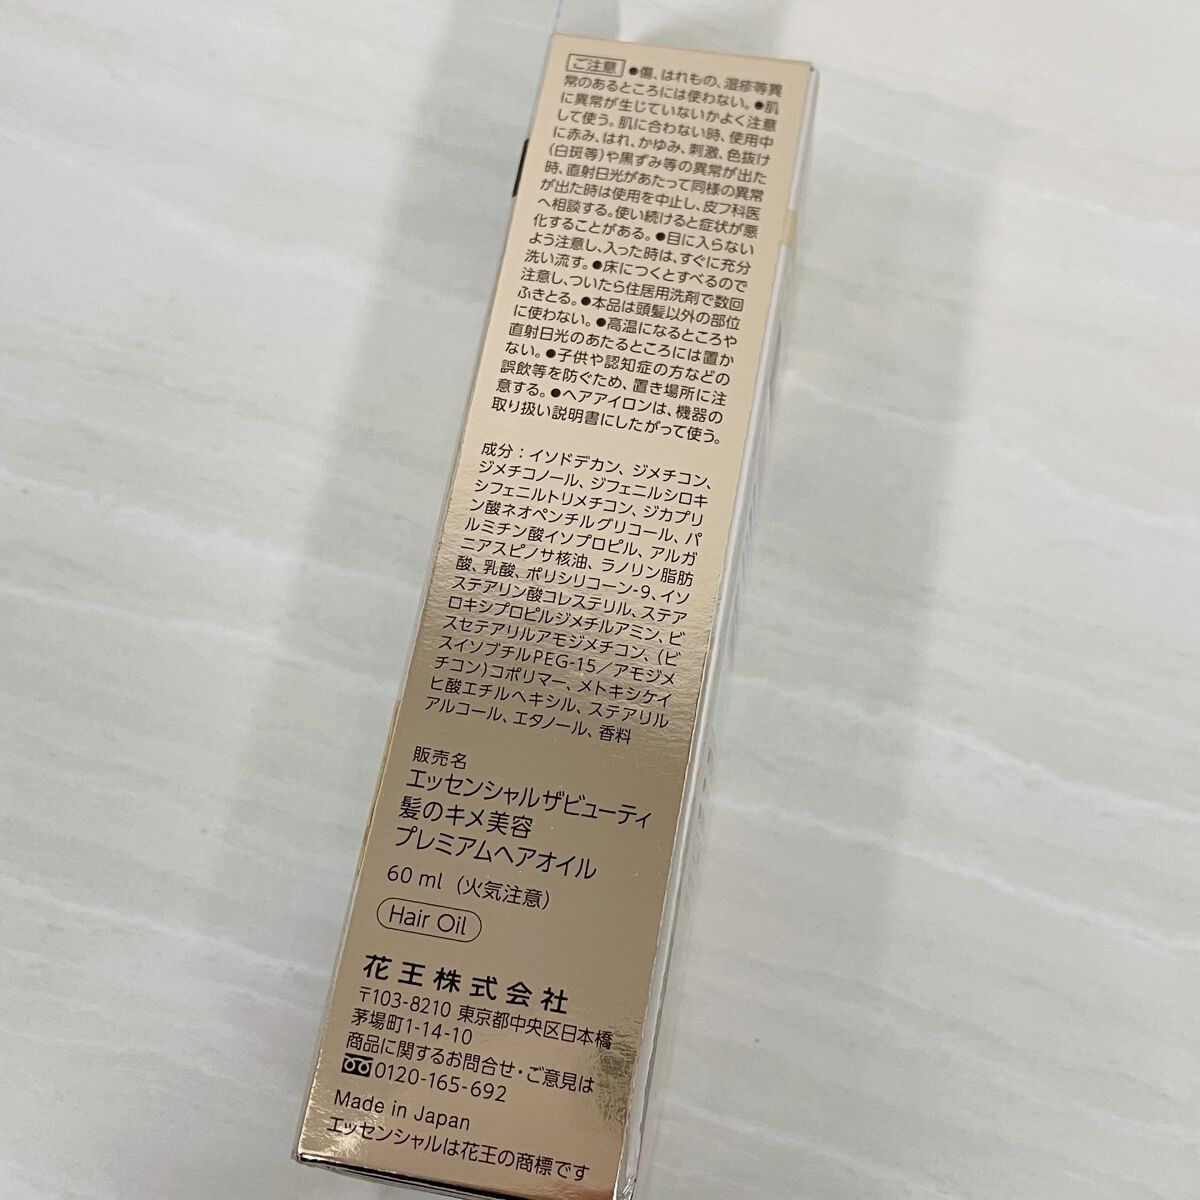 ご注意 ●傷、はれもの、湿疹等異
常のあるところには使わない。●肌
に異常が生じていないかよく注意
して使う。肌に合わない時、使用中
に赤み、はれ、かゆみ、刺激、色抜け
(白斑等)や黒ずみ等の異常が出た
時、直射日光があたって同様の異常
が出た時は使用を中止し、皮フ科医
へ相談する。使い続けると症状が悪
化することがある。●目に入らない
よう注意し、入った時は、すぐに充分
洗い流す。●床につくとすべるので
注意し、ついたら住居用洗剤で数回
ふきとる。●本品は頭髪以外の部位
に使わない。●高温になるところや
直射日光のあたるところには置か
ない。●子供や認知症の方などの
誤飲等を防ぐため、置き場所に注
意する。●ヘアアイロンは、機器の
取り扱い説明書にしたがって使う。
成分：イソドデカン、ジメチコン、
ジメチコノール、ジフェニルシロキ
シフェニルトリメチコン、ジカプリ
ン酸ネオペンチルグリコール、パ
ルミチン酸イソプロピル、アルガ
ニアスピノサ核油、ラノリン脂肪
酸、乳酸、ポリシリコーン-9、イソ
ステアリン酸コレステリル、ステア
ロキシプロピルジメチルアミン、ビ
スセテアリルアモジメチコン、(ビ
スイソブチルPEG-15／アモジメ
チコン)コポリマー、メトキシケイ
ヒ酸エチルヘキシル、ステアリル
アルコール、エタノール、香料
販売名
エッセンシャルザビューティ
髪のキメ美容
プレミアムヘアオイル
60 ml (火気注意)
Hair Oil
花王株式会社
〒103-8210 東京都中央区日本橋
茅場町1-14-10
商品に関するお問合せ・ご意見は
0120-165-692
Made in Japan
エッセンシャルは花王の商標です